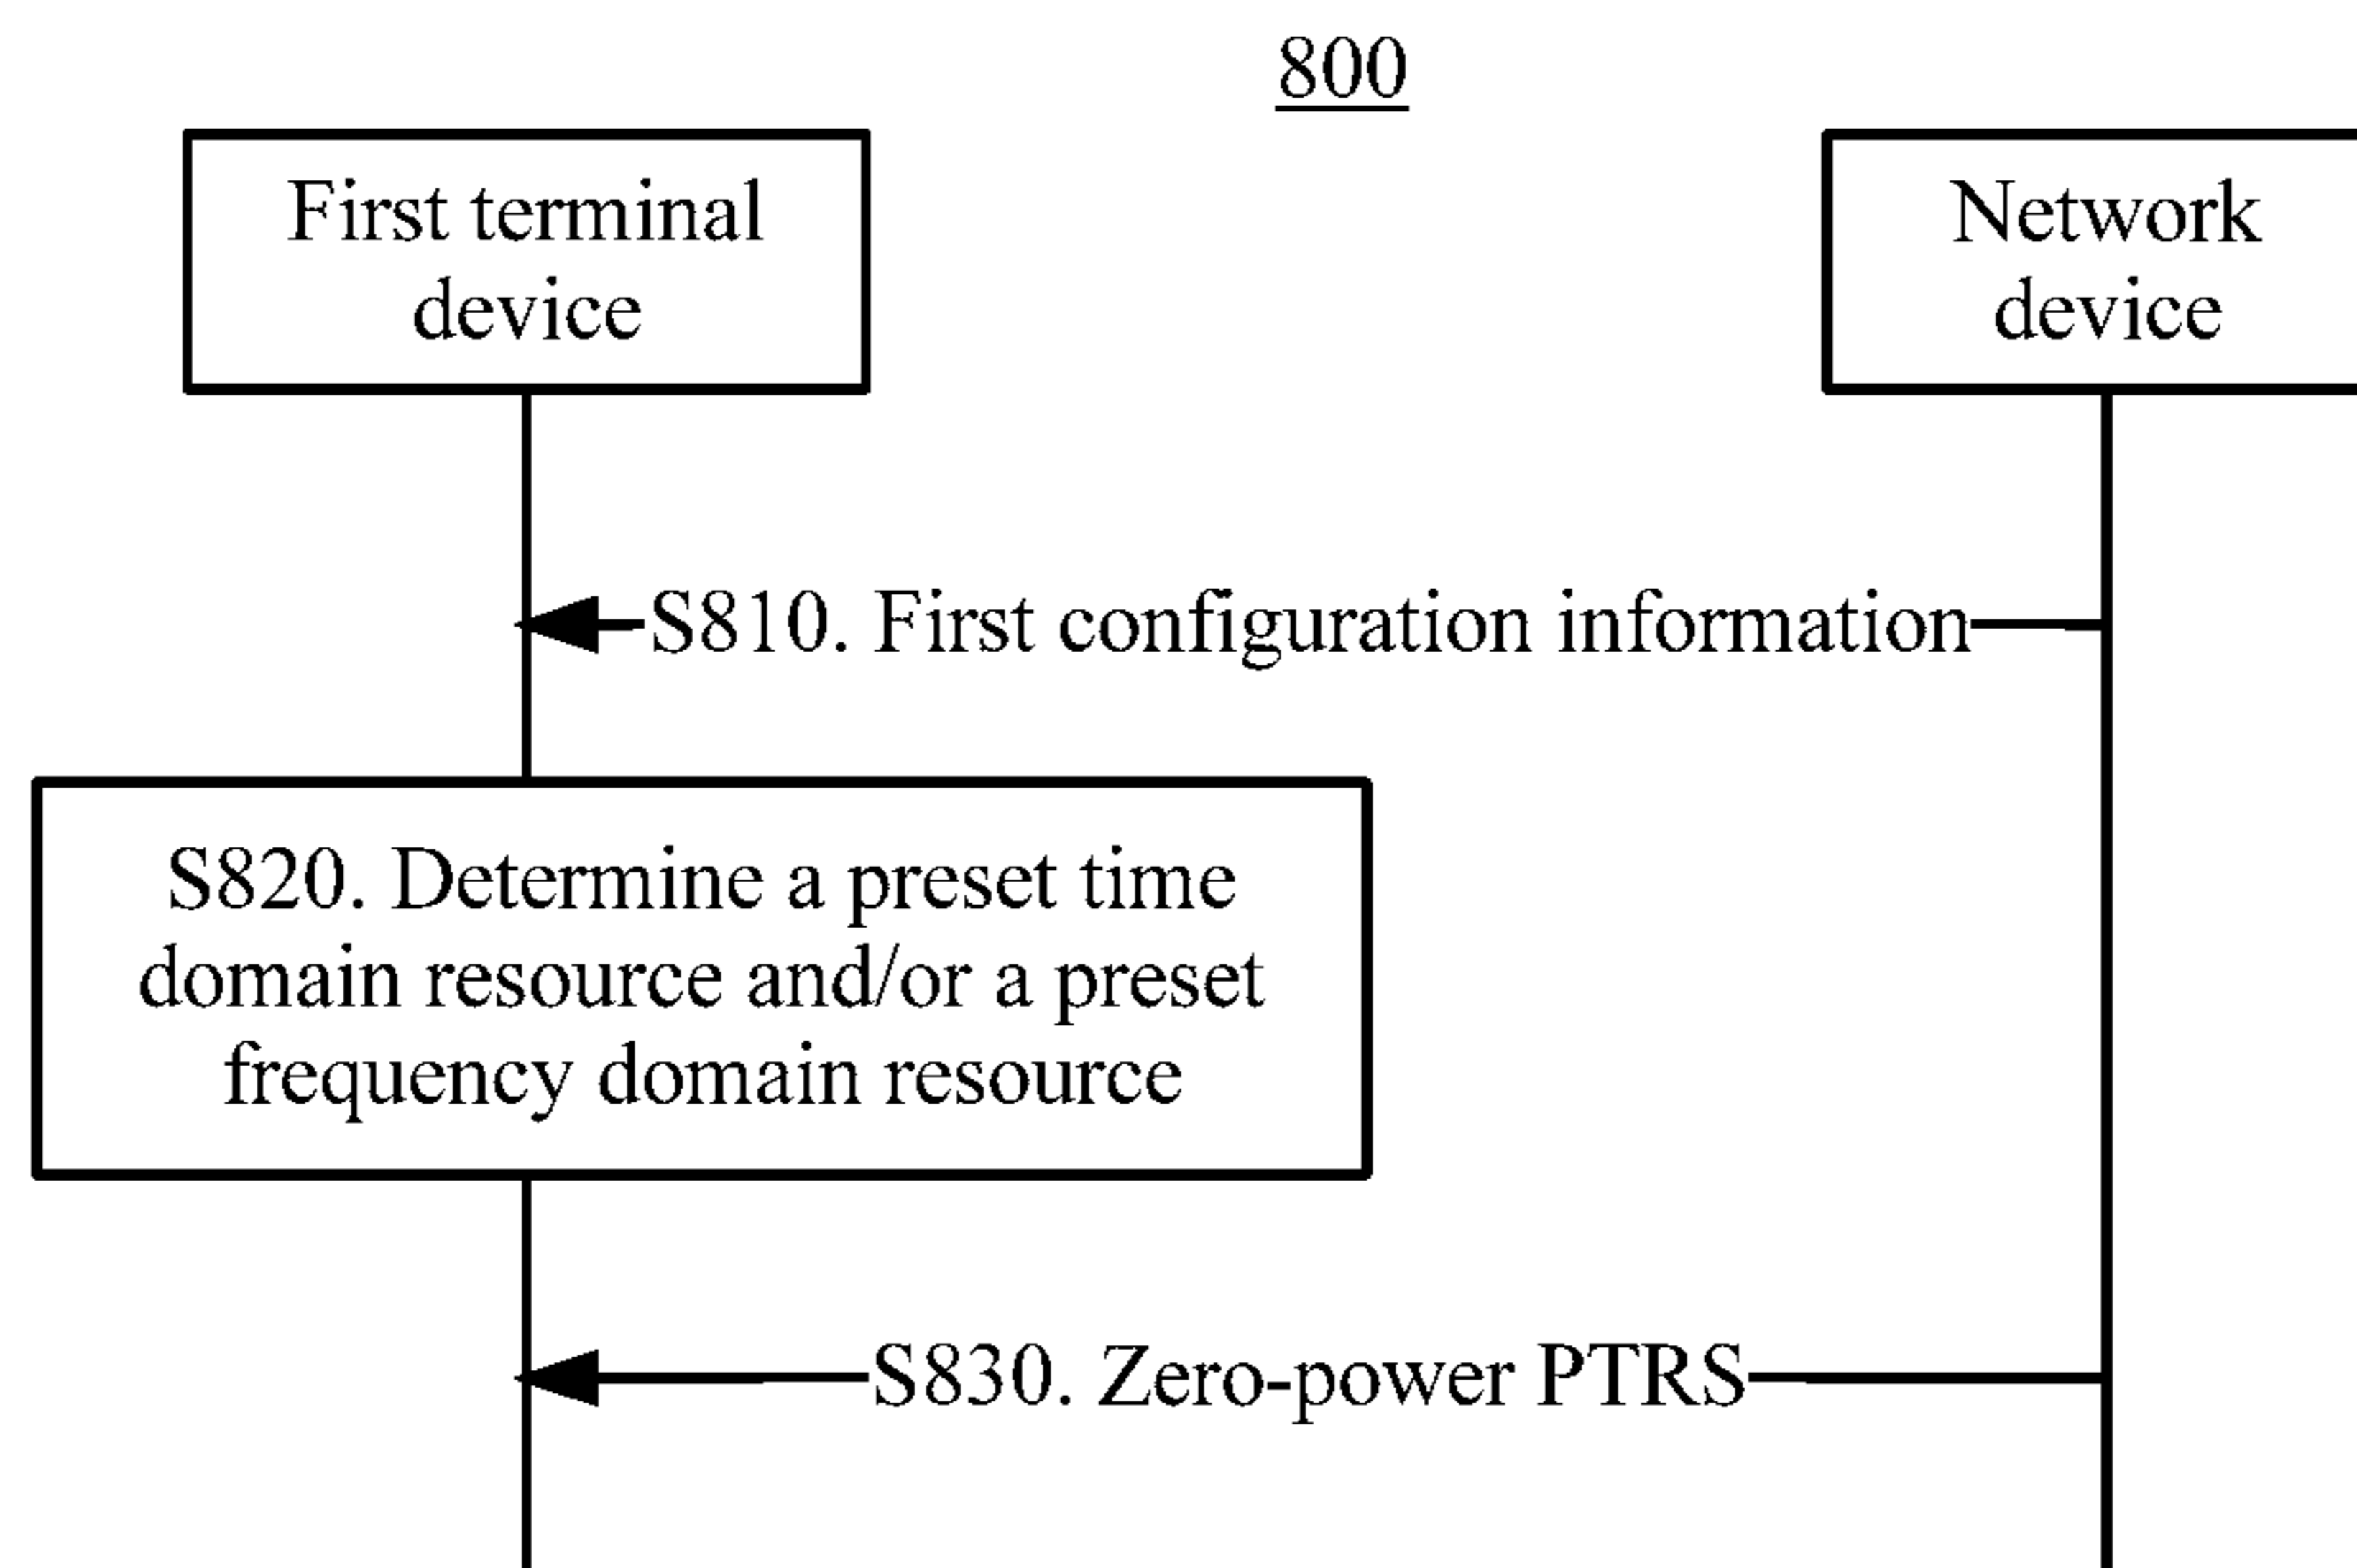 800
First terminal
device
Network
device
S810. First configuration information
S820. Determine a preset time
domain resource and/or a preset
frequency domain resource
S830. Zero-power PTRS